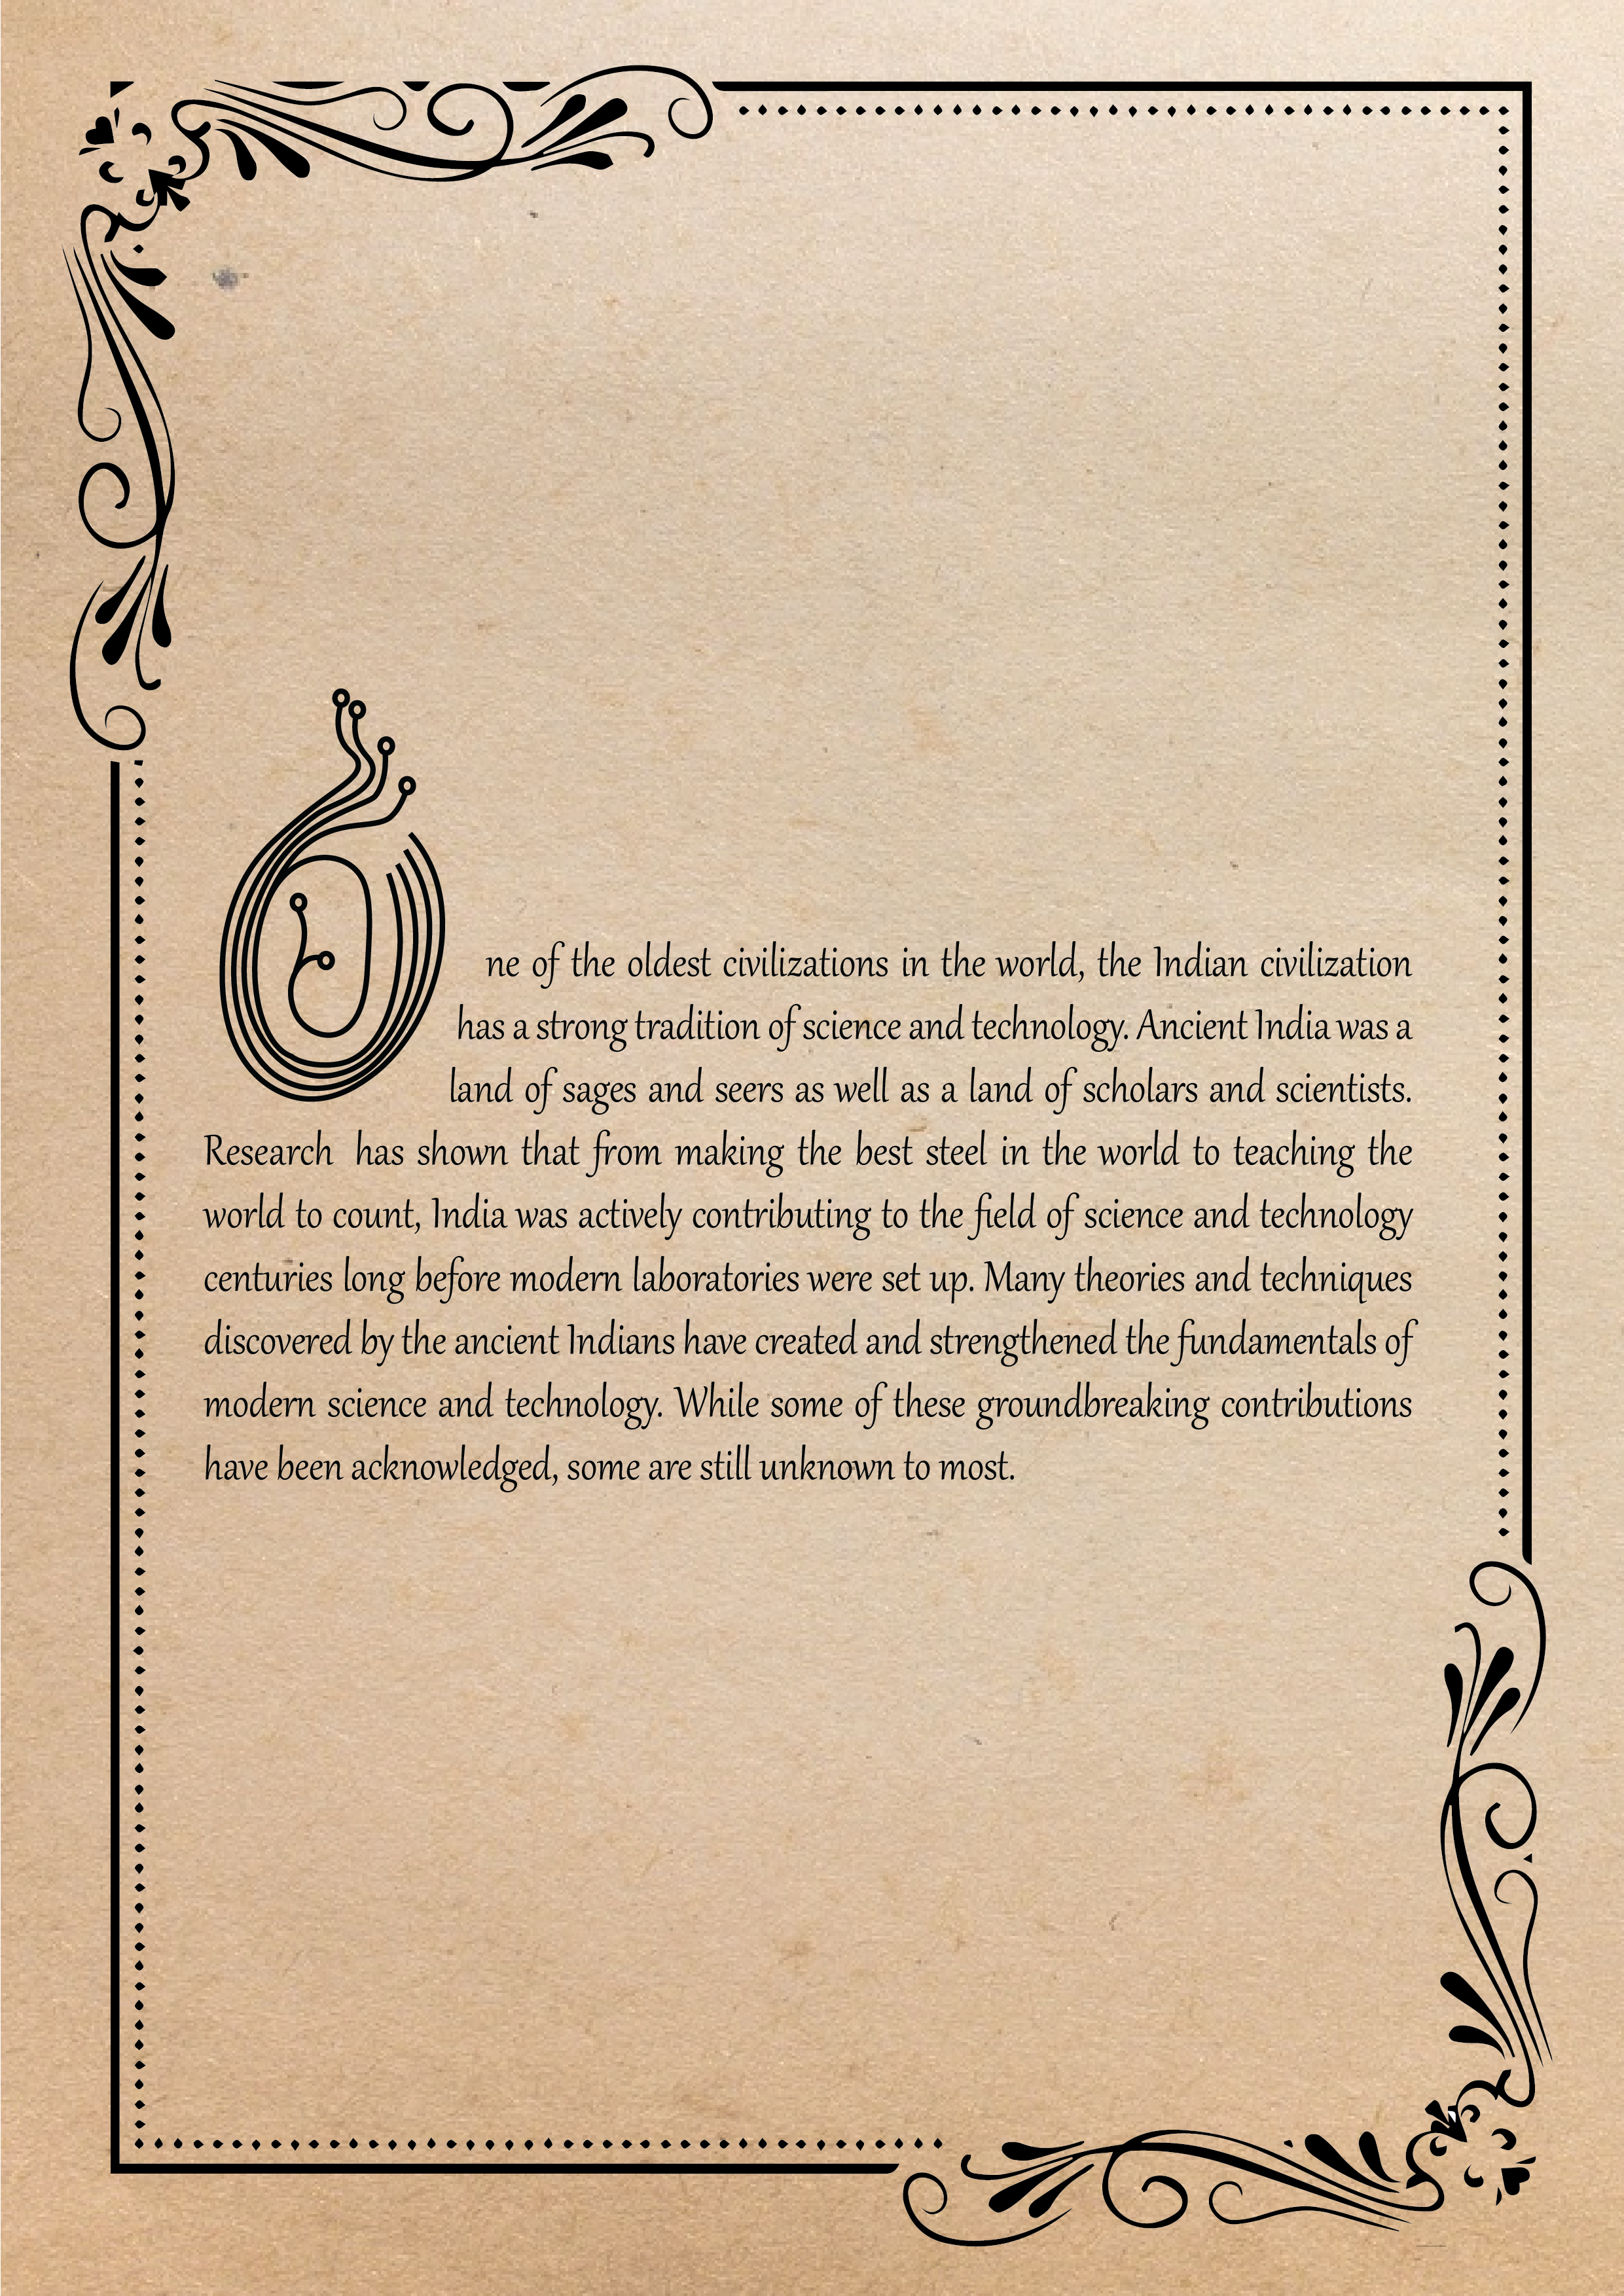 One of the oldest civilizations in the world, the Indian civilization
has a strong tradition of science and technology. Ancient India was a
land of sages and seers as well as a land of scholars and scientists.
Research has shown that from making the best steel in the world to teaching the
world to count, India was actively contributing to the field of science and technology
centuries long before modern laboratories were set up. Many theories and techniques
discovered by the ancient Indians have created and strengthened the fundamentals of
modern science and technology. While some of these groundbreaking contributions
have been acknowledged, some are still unknown to most.